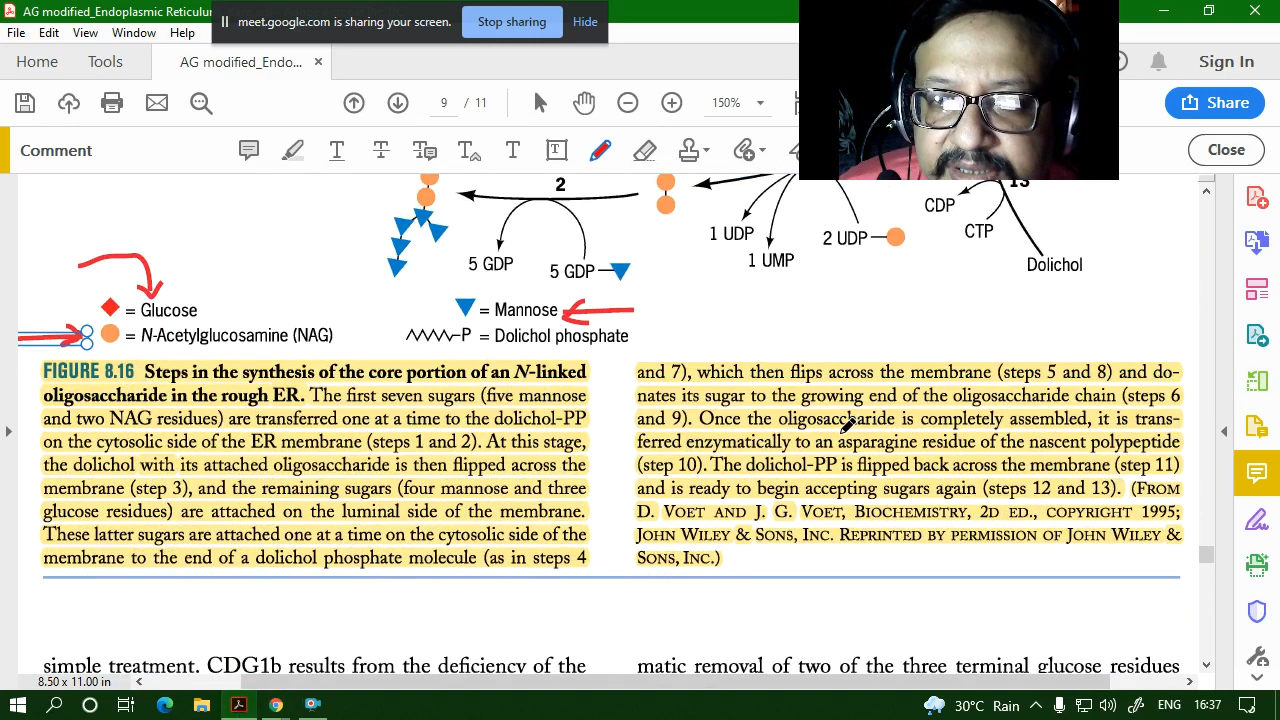 AG modified_Endoplasmic Reticulu
meet.google.com is sharing your screen.
Stop sharing
Hide
File Edit View Window Help
Home Tools AG modified_Endo... Sign In
9 / 11 150% Share
Comment Close
2
13
CDP
CTP
1 UDP
2 UDP
5 GDP
5 GDP
1 UMP
Dolichol
= Glucose
= Mannose
= N-Acetylglucosamine (NAG)
P = Dolichol phosphate
FIGURE 8.16 Steps in the synthesis of the core portion of an N-linked
oligosaccharide in the rough ER. The first seven sugars (five mannose
and two NAG residues) are transferred one at a time to the dolichol-PP
on the cytosolic side of the ER membrane (steps 1 and 2). At this stage,
the dolichol with its attached oligosaccharide is then flipped across the
membrane (step 3), and the remaining sugars (four mannose and three
glucose residues) are attached on the luminal side of the membrane.
These latter sugars are attached one at a time on the cytosolic side of the
membrane to the end of a dolichol phosphate molecule (as in steps 4
and 7), which then flips across the membrane (steps 5 and 8) and do-
nates its sugar to the growing end of the oligosaccharide chain (steps 6
and 9). Once the oligosaccharide is completely assembled, it is trans-
ferred enzymatically to an asparagine residue of the nascent polypeptide
(step 10). The dolichol-PP is flipped back across the membrane (step 11)
and is ready to begin accepting sugars again (steps 12 and 13). (FROM
D. VOET AND J. G. VOET, BIOCHEMISTRY, 2D ED., COPYRIGHT 1995;
JOHN WILEY & SONS, INC. REPRINTED BY PERMISSION OF JOHN WILEY &
SONS, INC.)
simple treatment. CDG1b results from the deficiency of the
matic removal of two of the three terminal glucose residues
8.50 x 11.00 in
30°C Rain ENG 16:37